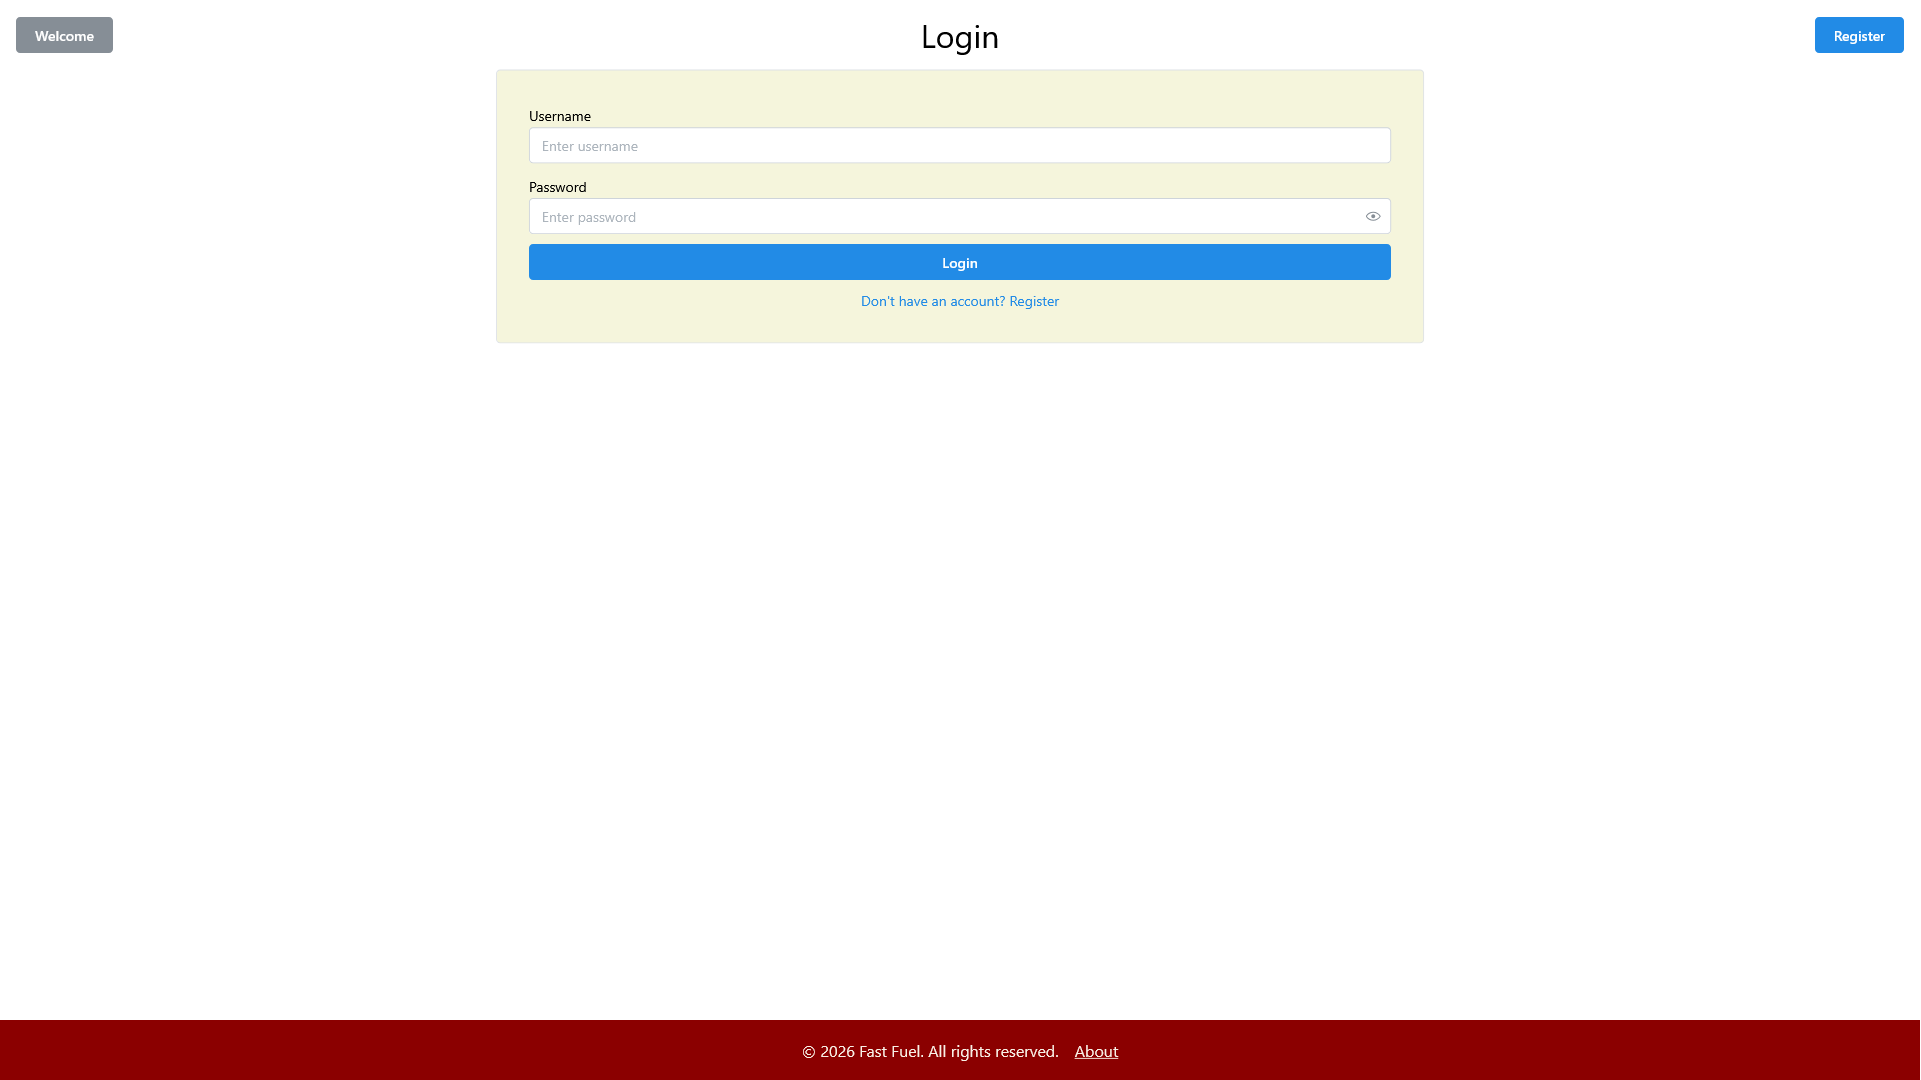 Welcome
Login
Register
Username
Enter username
Password
Enter password
Login
Don't have an account? Register
© 2026 Fast Fuel. All rights reserved. About